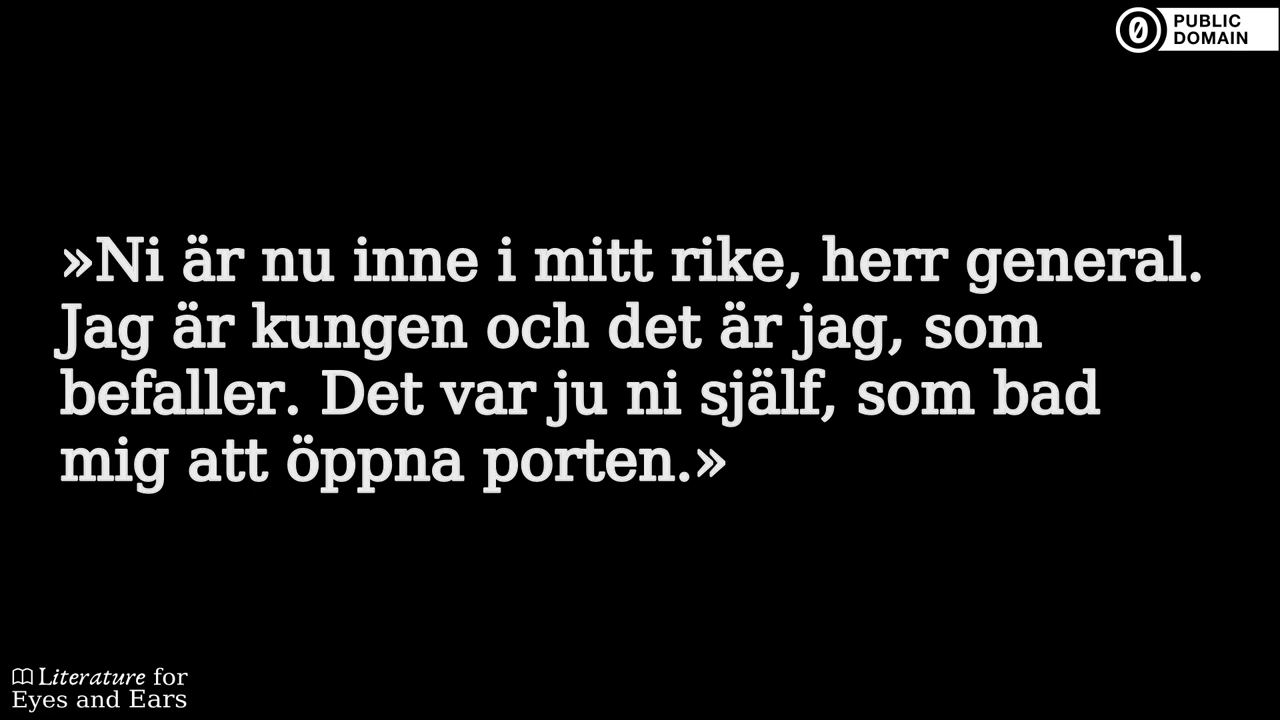 PUBLIC
DOMAIN
»Ni är nu inne i mitt rike, herr general.
Jag är kungen och det är jag, som
befaller. Det var ju ni själf, som bad
mig att öppna porten.»
Literature for
Eyes and Ears